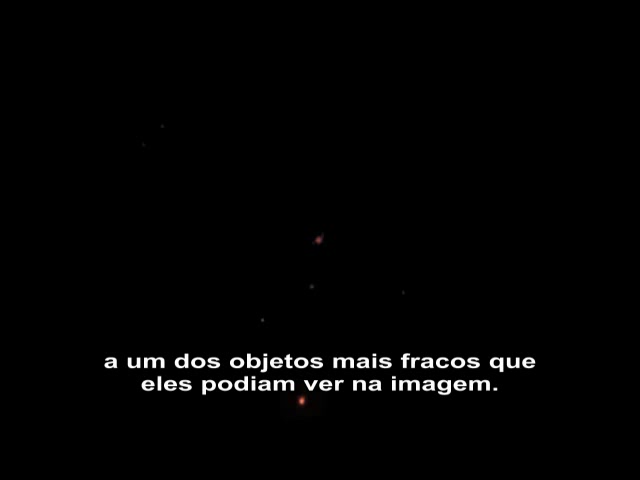 a um dos objetos mais fracos que
eles podiam ver na imagem.